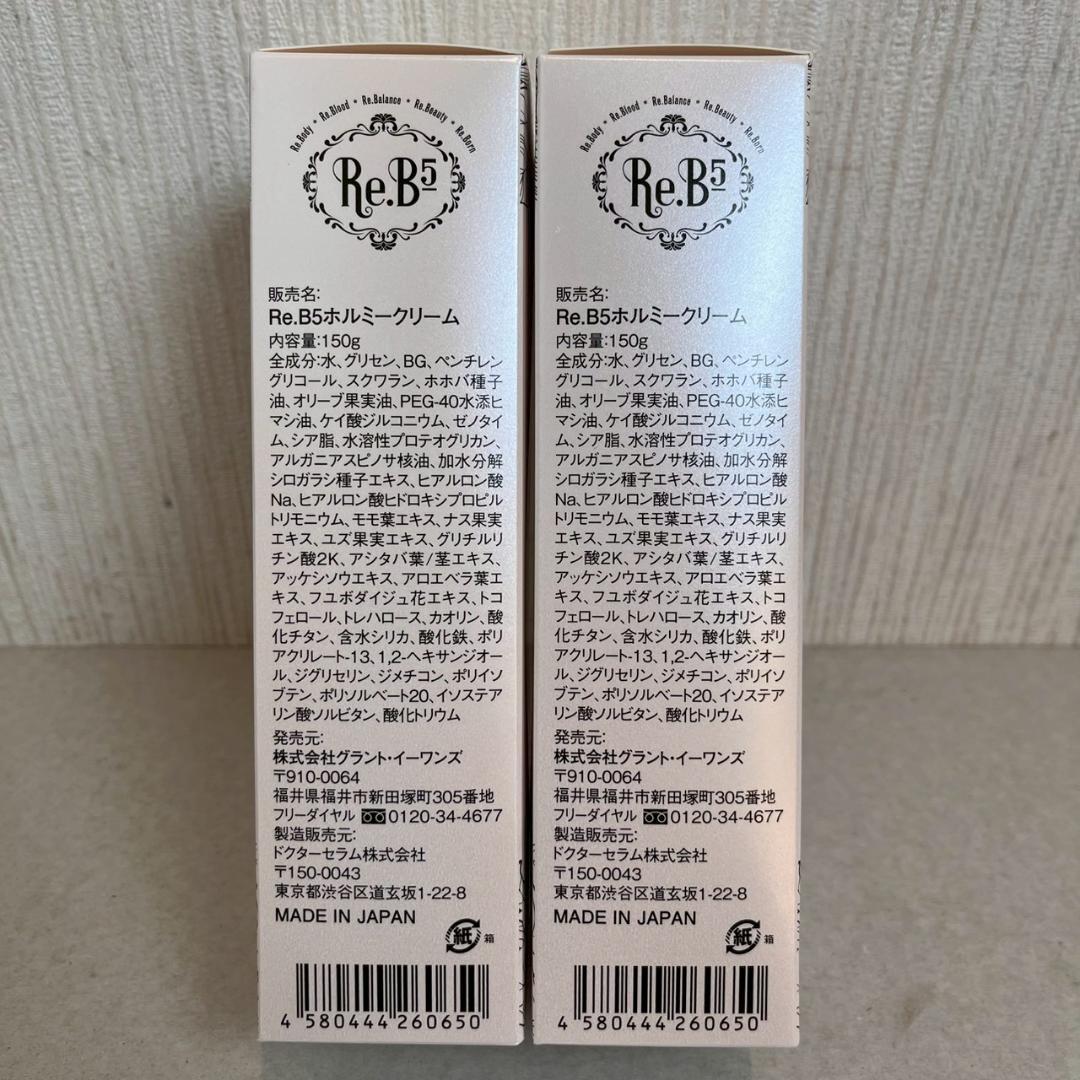 Re.Body * Re.Blood * Re.Balance * Re.Beauty * Re.Born
Re.B5
販売名:
Re.B5ホルミークリーム
内容量:150g
全成分:水、グリセン、BG、ペンチレン
グリコール、スクワラン、ホホバ種子
油、オリーブ果実油、PEG-40水添ヒ
マシ油、ケイ酸ジルコニウム、ゼノタイ
ム、シア脂、水溶性プロテオグリカン、
アルガニアスピノサ核油、加水分解
シロガラシ種子エキス、ヒアルロン酸
Na、ヒアルロン酸ヒドロキシプロピル
トリモニウム、モモ葉エキス、ナス果実
エキス、ユズ果実エキス、グリチルリ
チン酸2K、アシタバ葉/茎エキス、
アッケシソウエキス、アロエベラ葉エ
キス、フユボダイジュ花エキス、トコ
フェロール、トレハロース、カオリン、酸
化チタン、含水シリカ、酸化鉄、ポリ
アクリレート-13、1,2-ヘキサンジオー
ル、ジグリセリン、ジメチコン、ポリイソ
ブテン、ポリソルベート20、イソステア
リン酸ソルビタン、酸化トリウム
発売元:
株式会社グラント・イーワンズ
〒910-0064
福井県福井市新田塚町305番地
フリーダイヤル 0120-34-4677
製造販売元:
ドクターセラム株式会社
〒150-0043
東京都渋谷区道玄坂1-22-8
MADE IN JAPAN
紙 箱
4 580444 260650
Re.Body * Re.Blood * Re.Balance * Re.Beauty * Re.Born
Re.B5
販売名:
Re.B5ホルミークリーム
内容量:150g
全成分:水、グリセン、BG、ペンチレン
グリコール、スクワラン、ホホバ種子
油、オリーブ果実油、PEG-40水添ヒ
マシ油、ケイ酸ジルコニウム、ゼノタイ
ム、シア脂、水溶性プロテオグリカン、
アルガニアスピノサ核油、加水分解
シロガラシ種子エキス、ヒアルロン酸
Na、ヒアルロン酸ヒドロキシプロピル
トリモニウム、モモ葉エキス、ナス果実
エキス、ユズ果実エキス、グリチルリ
チン酸2K、アシタバ葉/茎エキス、
アッケシソウエキス、アロエベラ葉エ
キス、フユボダイジュ花エキス、トコ
フェロール、トレハロース、カオリン、酸
化チタン、含水シリカ、酸化鉄、ポリ
アクリレート-13、1,2-ヘキサンジオー
ル、ジグリセリン、ジメチコン、ポリイソ
ブテン、ポリソルベート20、イソステア
リン酸ソルビタン、酸化トリウム
発売元:
株式会社グラント・イーワンズ
〒910-0064
福井県福井市新田塚町305番地
フリーダイヤル 0120-34-4677
製造販売元:
ドクターセラム株式会社
〒150-0043
東京都渋谷区道玄坂1-22-8
MADE IN JAPAN
紙 箱
4 580444 260650